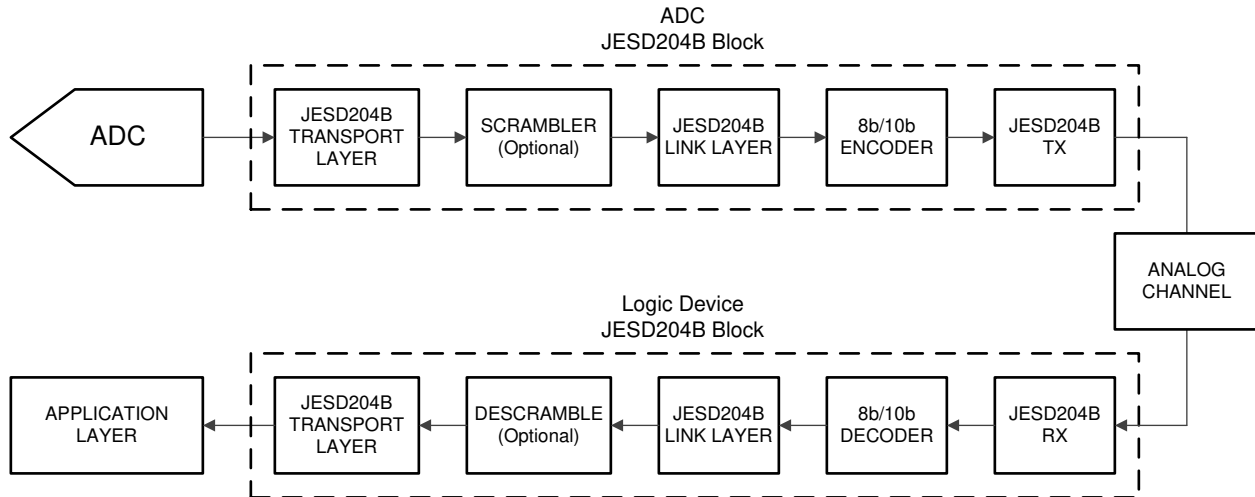 ADC
JESD204B Block
ADC
JESD204B
TRANSPORT
LAYER
SCRAMBLER
(Optional)
JESD204B
LINK LAYER
8b/10b
ENCODER
JESD204B
TX
ANALOG
CHANNEL
Logic Device
JESD204B Block
APPLICATION
LAYER
JESD204B
TRANSPORT
LAYER
DESCRAMBLE
(Optional)
JESD204B
LINK LAYER
8b/10b
DECODER
JESD204B
RX